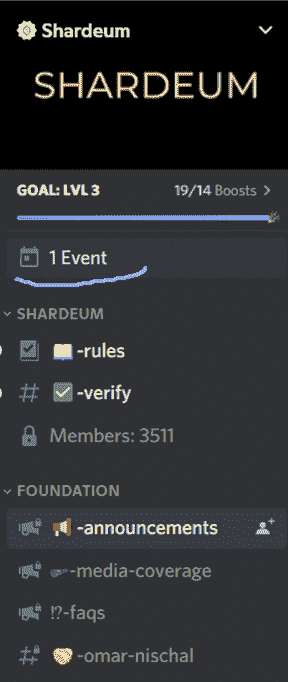 Shardeum
SHARDEUM
GOAL: LVL 3 19/14 Boosts >
1 Event
SHARDEUM
-rules
-verify
Members: 3511
FOUNDATION
-announcements
-media-coverage
⁉-faqs
-omar-nischal